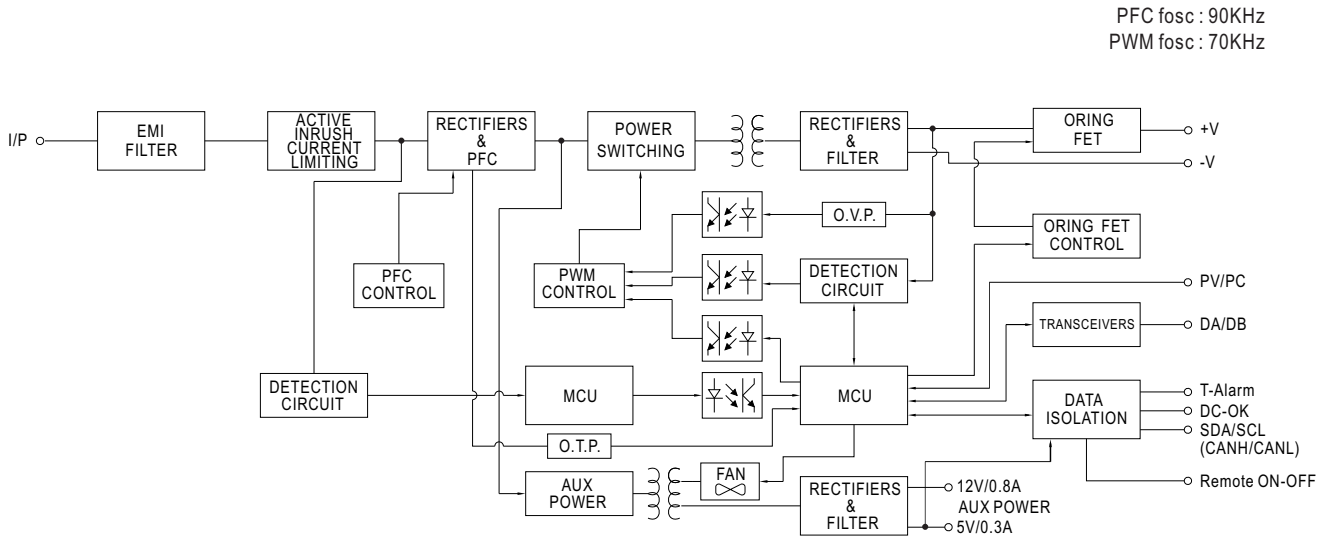 PFC fosc : 90KHz
PWM fosc : 70KHz
I/P
EMI
FILTER
ACTIVE
INRUSH
CURRENT
LIMITING
RECTIFIERS
&
PFC
POWER
SWITCHING
RECTIFIERS
&
FILTER
ORING
FET
+V
-V
O.V.P.
ORING FET
CONTROL
PFC
CONTROL
PWM
CONTROL
DETECTION
CIRCUIT
PV/PC
TRANSCEIVERS
DA/DB
DETECTION
CIRCUIT
MCU
MCU
DATA
ISOLATION
T-Alarm
DC-OK
SDA/SCL
(CANH/CANL)
O.T.P.
Remote ON-OFF
AUX
POWER
FAN
RECTIFIERS
&
FILTER
12V/0.8A
AUX POWER
5V/0.3A